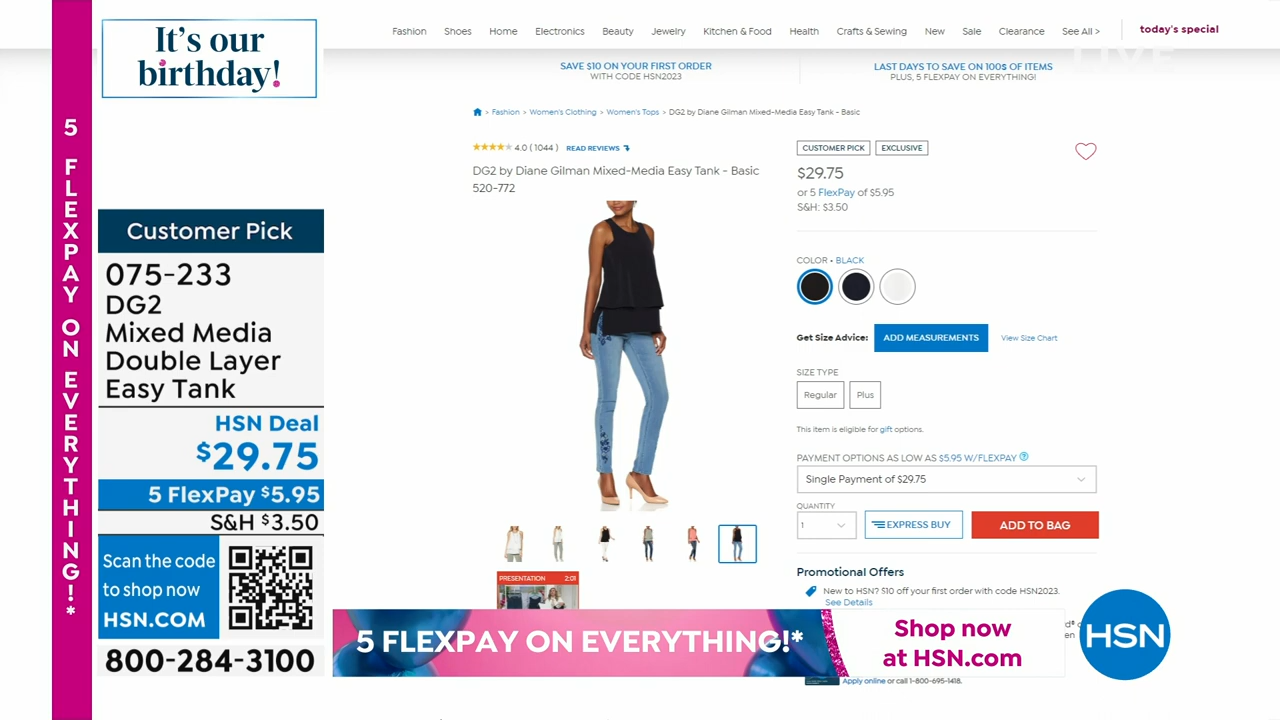 It's our
birthday!
5 FLEXPAY ON EVERYTHING!*
Customer Pick
075-233
DG2
Mixed Media
Double Layer
Easy Tank
HSN Deal
$29.75
5 FlexPay $5.95
S&H $3.50
Scan the code
to shop now
HSN.COM
800-284-3100
Fashion Shoes Home Electronics Beauty Jewelry Kitchen & Food Health Crafts & Sewing New Sale Clearance See All > today's special
LIVE
SAVE $10 ON YOUR FIRST ORDER
WITH CODE HSN2023
LAST DAYS TO SAVE ON 100$ OF ITEMS
PLUS, 5 FLEXPAY ON EVERYTHING!
> Fashion > Women's Clothing > Women's Tops > DG2 by Diane Gilman Mixed-Media Easy Tank - Basic
4.0 (1044) READ REVIEWS
DG2 by Diane Gilman Mixed-Media Easy Tank - Basic
520-772
PRESENTATION 2:01
CUSTOMER PICK EXCLUSIVE
$29.75
or 5 FlexPay of $5.95
S&H: $3.50
COLOR • BLACK
Get Size Advice: ADD MEASUREMENTS View Size Chart
SIZE TYPE
Regular Plus
This item is eligible for gift options.
PAYMENT OPTIONS AS LOW AS $5.95 W/FLEXPAY ?
Single Payment of $29.75
QUANTITY
1 EXPRESS BUY ADD TO BAG
Promotional Offers
New to HSN? $10 off your first order with code HSN2023.
See Details
5 FLEXPAY ON EVERYTHING!*
Shop now
at HSN.com
HSN
Apply online or call 1-800-695-1418.